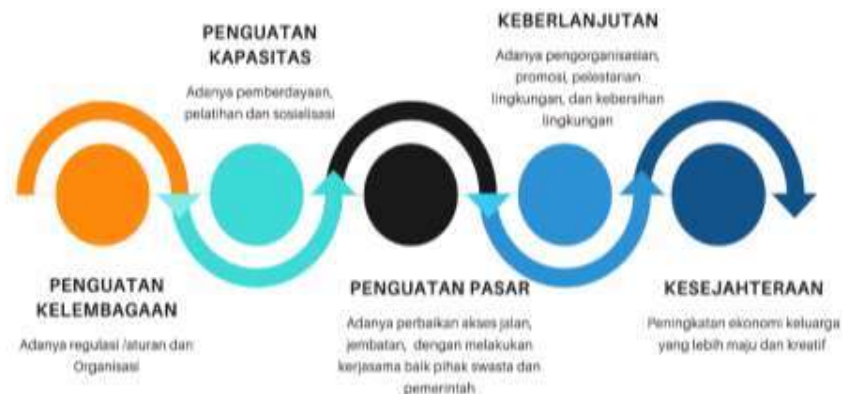 PENGUATAN
KELEMBAGAAN
Adanya regulasi /aturan dan
Organisasi
PENGUATAN
KAPASITAS
Adanya pemberdayaan,
pelatihan dan sosialisasi
PENGUATAN PASAR
Adanya perbaikan akses jalan,
jembatan, dengan melakukan
kerjasama baik pihak swasta dan
pemerintah
KEBERLANJUTAN
Adanya pengorganisasian,
promosi, pelestarian
lingkungan, dan kebersihan
lingkungan
KESEJAHTERAAN
Peningkatan ekonomi keluarga
yang lebih maju dan kreatif